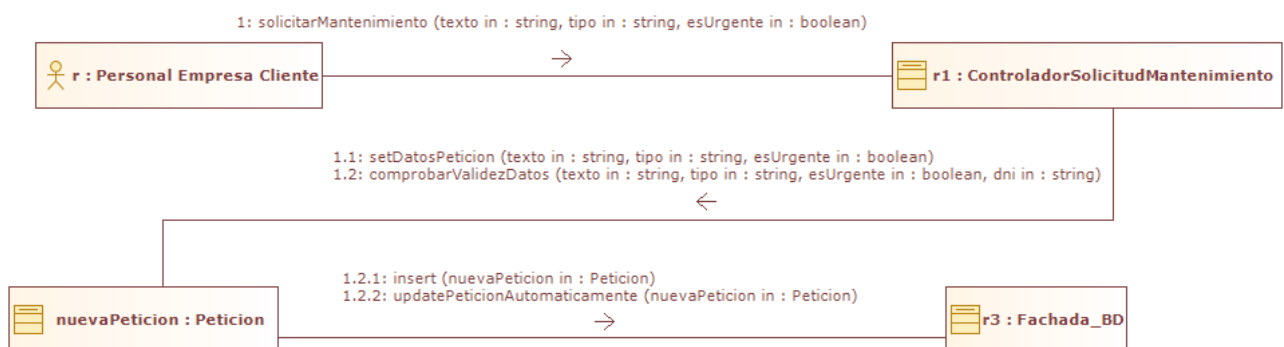 1: solicitarMantenimiento (texto in : string, tipo in : string, esUrgente in : boolean)
r : Personal Empresa Cliente
r1 : ControladorSolicitudMantenimiento
1.1: setDatosPeticion (texto in : string, tipo in : string, esUrgente in : boolean)
1.2: comprobarValidezDatos (texto in : string, tipo in : string, esUrgente in : boolean, dni in : string)
1.2.1: insert (nuevaPeticion in : Peticion)
1.2.2: updatePeticionAutomaticamente (nuevaPeticion in : Peticion)
nuevaPeticion : Peticion
r3 : Fachada_BD